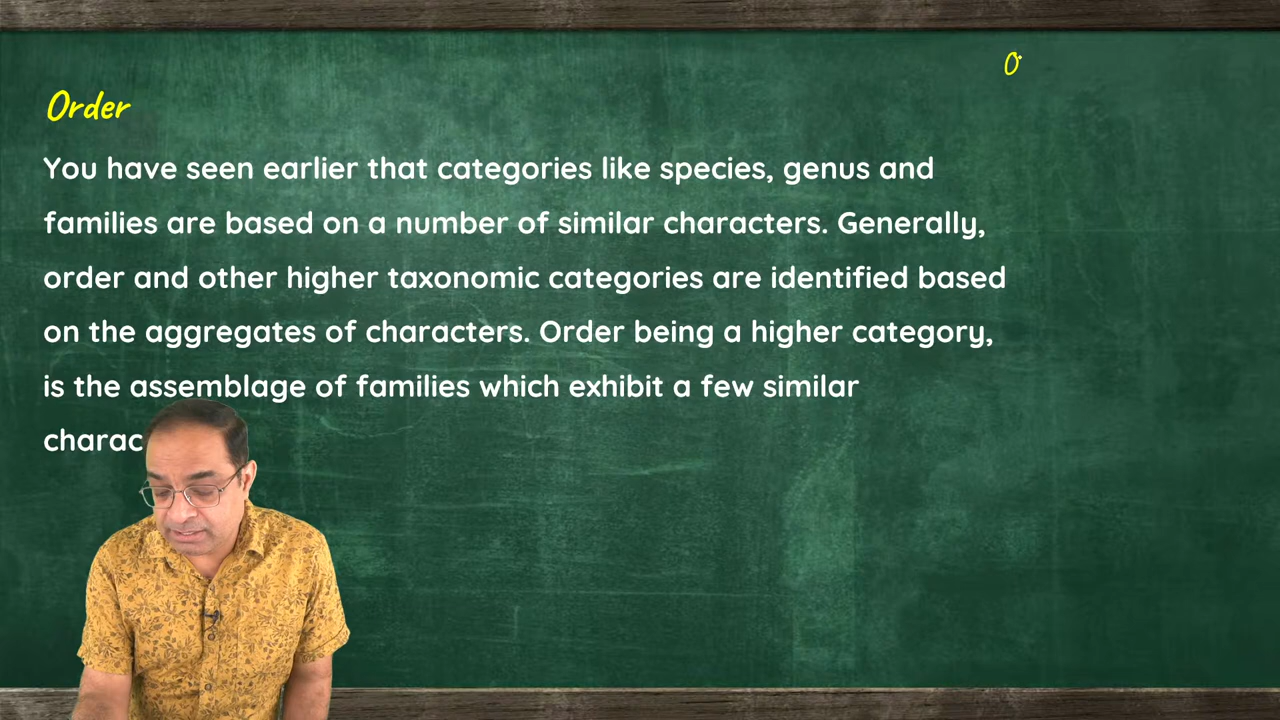 Order
You have seen earlier that categories like species, genus and
families are based on a number of similar characters. Generally,
order and other higher taxonomic categories are identified based
on the aggregates of characters. Order being a higher category,
is the assemblage of families which exhibit a few similar